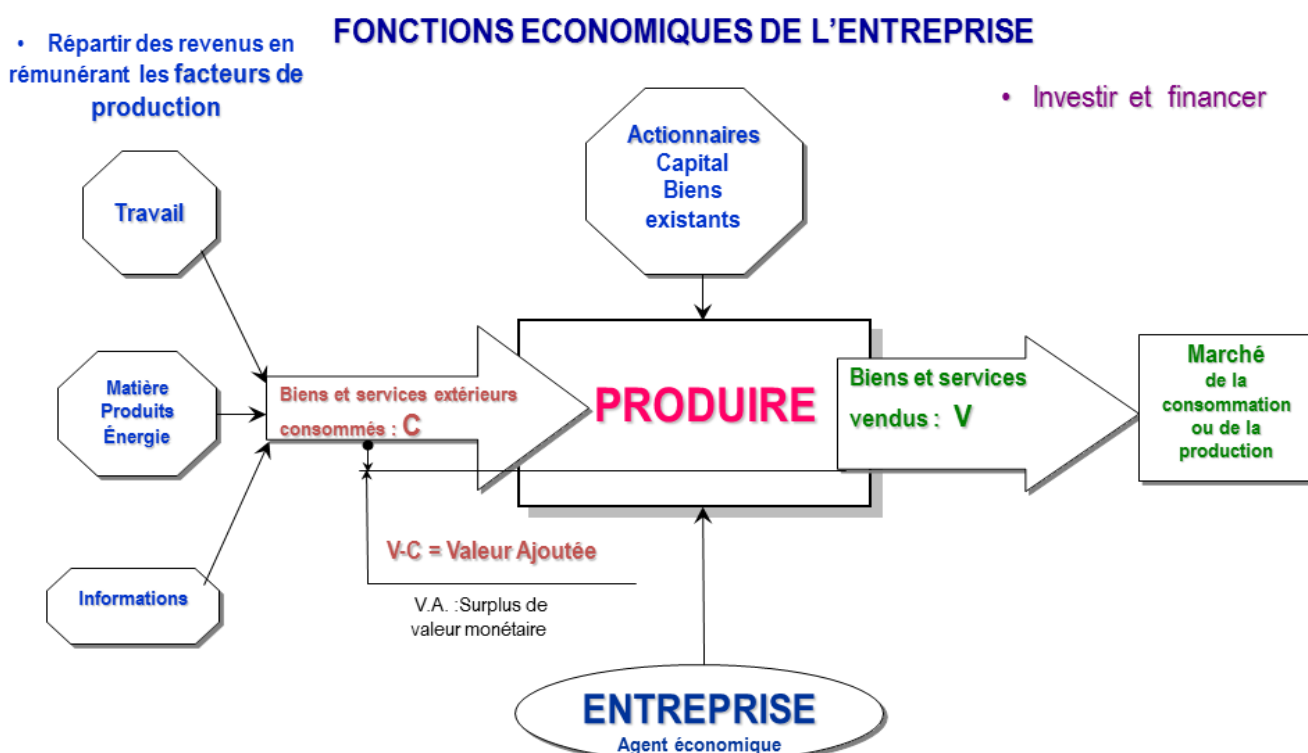 FONCTIONS ECONOMIQUES DE L'ENTREPRISE
• Répartir des revenus en
rémunérant les facteurs de
production
• Investir et financer
Actionnaires
Capital
Biens
existants
Travail
Matière
Produits
Énergie
Informations
Biens et services extérieurs
consommés : C
PRODUIRE
Biens et services
vendus : V
Marché
de la
consommation
ou de la
production
V-C = Valeur Ajoutée
V.A. :Surplus de
valeur monétaire
ENTREPRISE
Agent économique